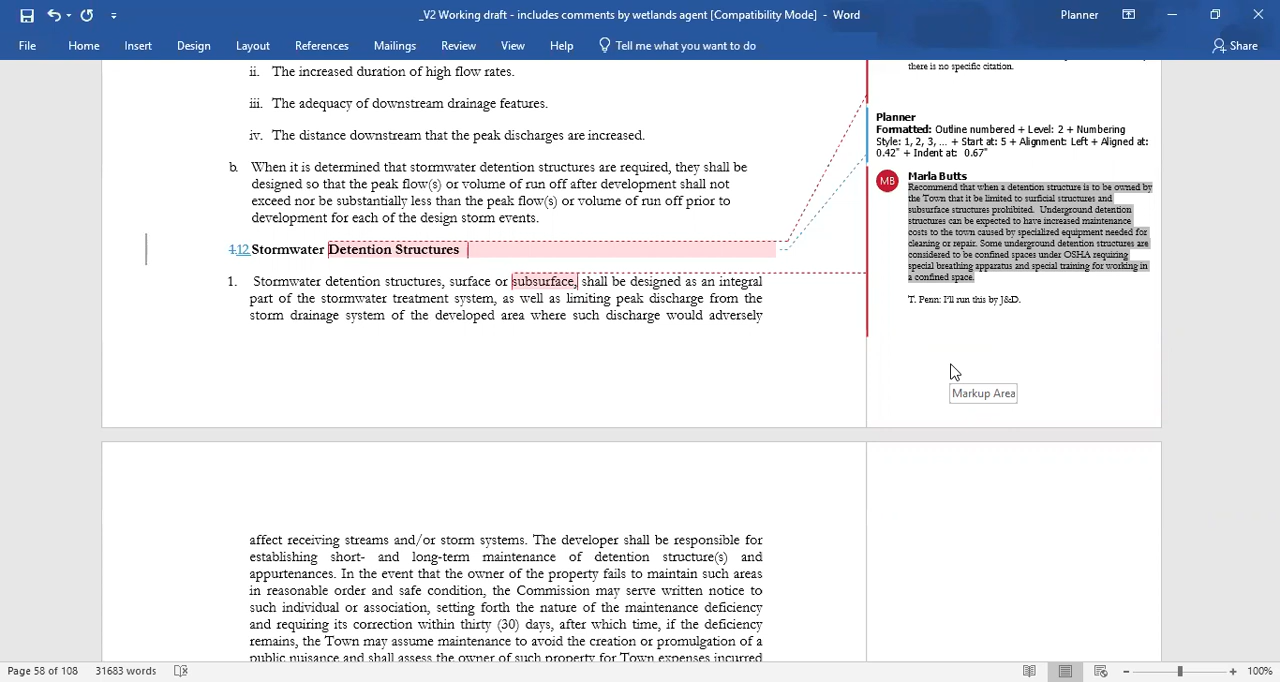 _V2 Working draft - includes comments by wetlands agent [Compatibility Mode] - Word
Planner
File Home Insert Design Layout References Mailings Review View Help Tell me what you want to do
Share
ii. The increased duration of high flow rates.
iii. The adequacy of downstream drainage features.
iv. The distance downstream that the peak discharges are increased.
b. When it is determined that stormwater detention structures are required, they shall be
designed so that the peak flow(s) or volume of run off after development shall not
exceed nor be substantially less than the peak flow(s) or volume of run off prior to
development for each of the design storm events.
1.12 Stormwater Detention Structures
1. Stormwater detention structures, surface or subsurface, shall be designed as an integral
part of the stormwater treatment system, as well as limiting peak discharge from the
storm drainage system of the developed area where such discharge would adversely
there is no specific citation.
Planner
Formatted: Outline numbered + Level: 2 + Numbering
Style: 1, 2, 3, ... + Start at: 5 + Alignment: Left + Aligned at:
0.42" + Indent at: 0.67"
MB
Marla Butts
Recommend that when a detention structure is to be owned by
the Town that it be limited to surficial structures and
subsurface structures prohibited. Underground detention
structures can be expected to have increased maintenance
costs to the town caused by specialized equipment needed for
cleaning or repair. Some underground detention structures are
considered to be confined spaces under OSHA requiring
special breathing apparatus and special training for working in
a confined space.
T. Penn: I'll run this by J&D.
Markup Area
affect receiving streams and/or storm systems. The developer shall be responsible for
establishing short- and long-term maintenance of detention structure(s) and
appurtenances. In the event that the owner of the property fails to maintain such areas
in reasonable order and safe condition, the Commission may serve written notice to
such individual or association, setting forth the nature of the maintenance deficiency
and requiring its correction within thirty (30) days, after which time, if the deficiency
remains, the Town may assume maintenance to avoid the creation or promulgation of a
public nuisance and shall assess the owner of such property for Town expenses incurred
Page 58 of 108 31683 words
100%